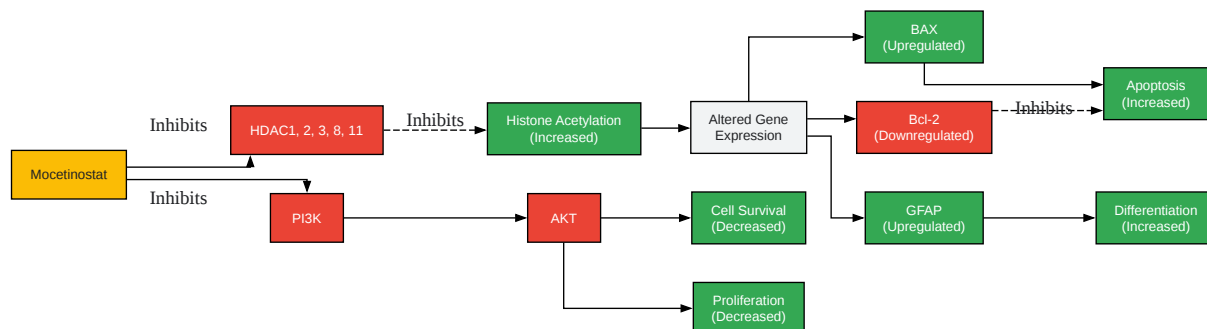 BAX
(Upregulated)
Apoptosis
(Increased)
Inhibits
HDAC1, 2, 3, 8, 11
Inhibits
Histone Acetylation
(Increased)
Altered Gene
Expression
Bcl-2
(Downregulated)
Inhibits
Mocetinostat
Inhibits
PI3K
AKT
Cell Survival
(Decreased)
GFAP
(Upregulated)
Differentiation
(Increased)
Proliferation
(Decreased)